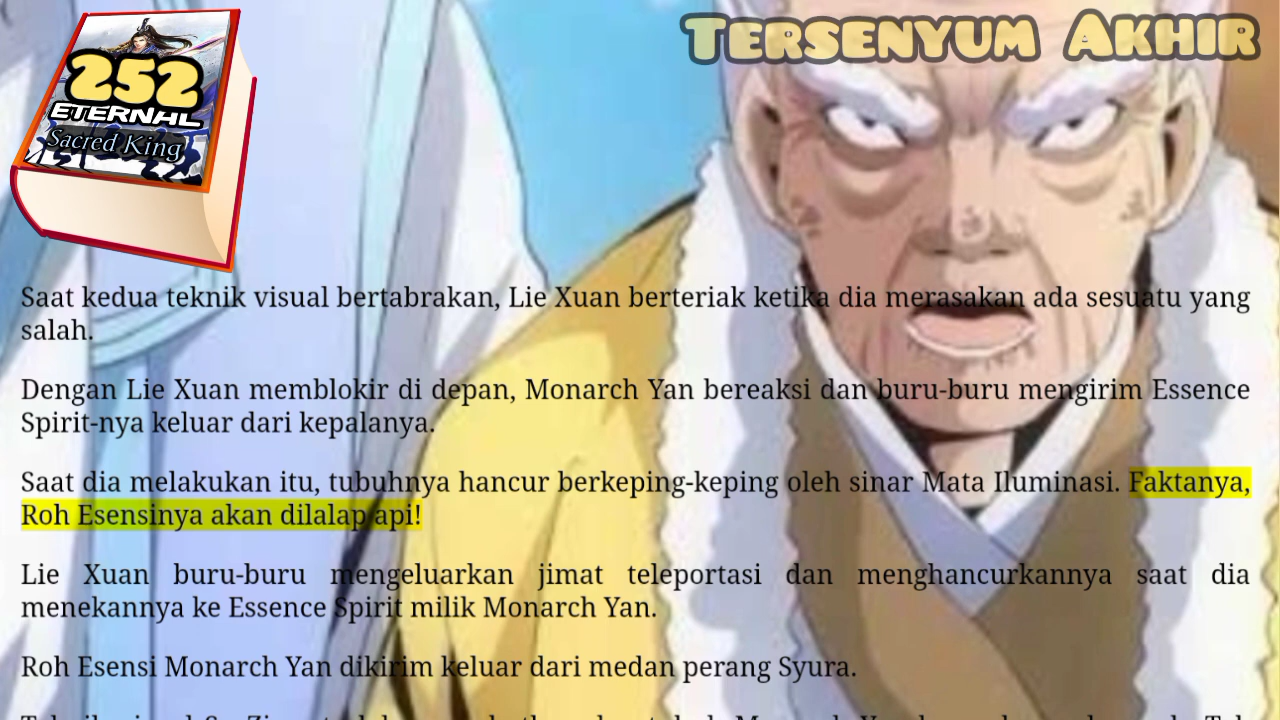 252
ETERNAL
Sacred King
TERSENYUM AKHIR
Saat kedua teknik visual bertabrakan, Lie Xuan berteriak ketika dia merasakan ada sesuatu yang
salah.
Dengan Lie Xuan memblokir di depan, Monarch Yan bereaksi dan buru-buru mengirim Essence
Spirit-nya keluar dari kepalanya.
Saat dia melakukan itu, tubuhnya hancur berkeping-keping oleh sinar Mata Iluminasi. Faktanya,
Roh Esensinya akan dilalap api!
Lie Xuan buru-buru mengeluarkan jimat teleportasi dan menghancurkannya saat dia
menekannya ke Essence Spirit milik Monarch Yan.
Roh Esensi Monarch Yan dikirim keluar dari medan perang Syura.